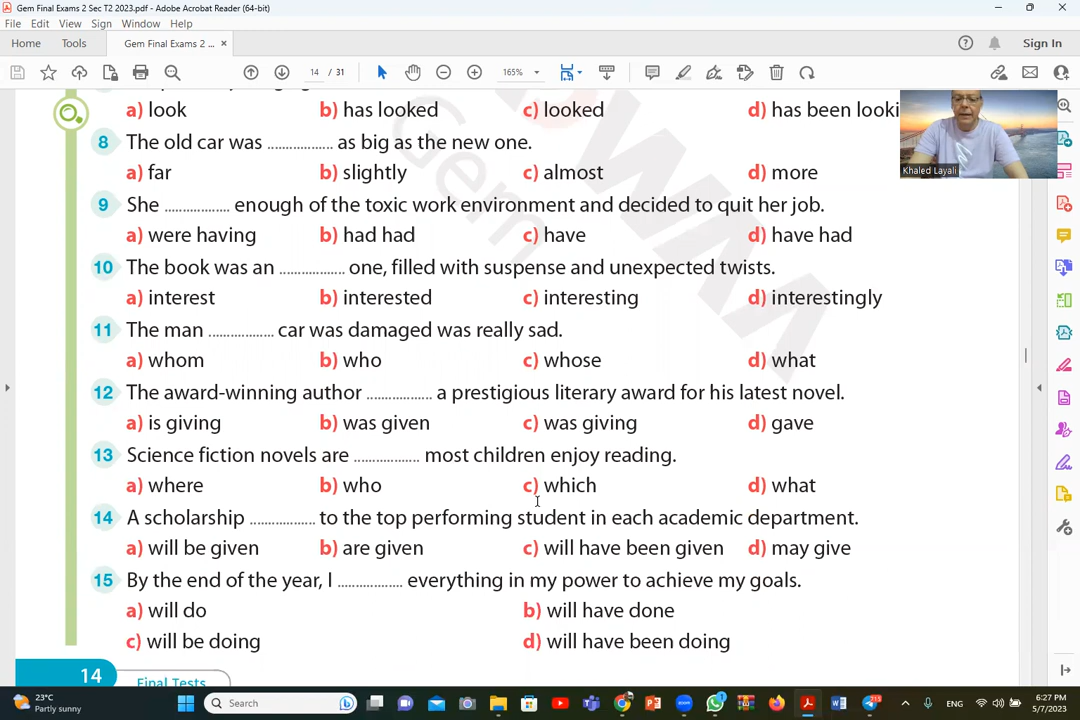 Gem Final Exams 2 Sec T2 2023.pdf - Adobe Acrobat Reader (64-bit)
File Edit View Sign Window Help
Home Tools Gem Final Exams 2 ... × Sign In
14 / 31 165%
a) look b) has looked c) looked d) has been looki
8 The old car was .................. as big as the new one.
a) far b) slightly c) almost d) more
Khaled Layali
9 She .................. enough of the toxic work environment and decided to quit her job.
a) were having b) had had c) have d) have had
10 The book was an .................. one, filled with suspense and unexpected twists.
a) interest b) interested c) interesting d) interestingly
11 The man .................. car was damaged was really sad.
a) whom b) who c) whose d) what
12 The award-winning author .................. a prestigious literary award for his latest novel.
a) is giving b) was given c) was giving d) gave
13 Science fiction novels are .................. most children enjoy reading.
a) where b) who c) which d) what
14 A scholarship .................. to the top performing student in each academic department.
a) will be given b) are given c) will have been given d) may give
15 By the end of the year, I .................. everything in my power to achieve my goals.
a) will do b) will have done
c) will be doing d) will have been doing
14 Final Tests
23°C
Partly sunny
Search
ENG
6:27 PM
5/7/2023